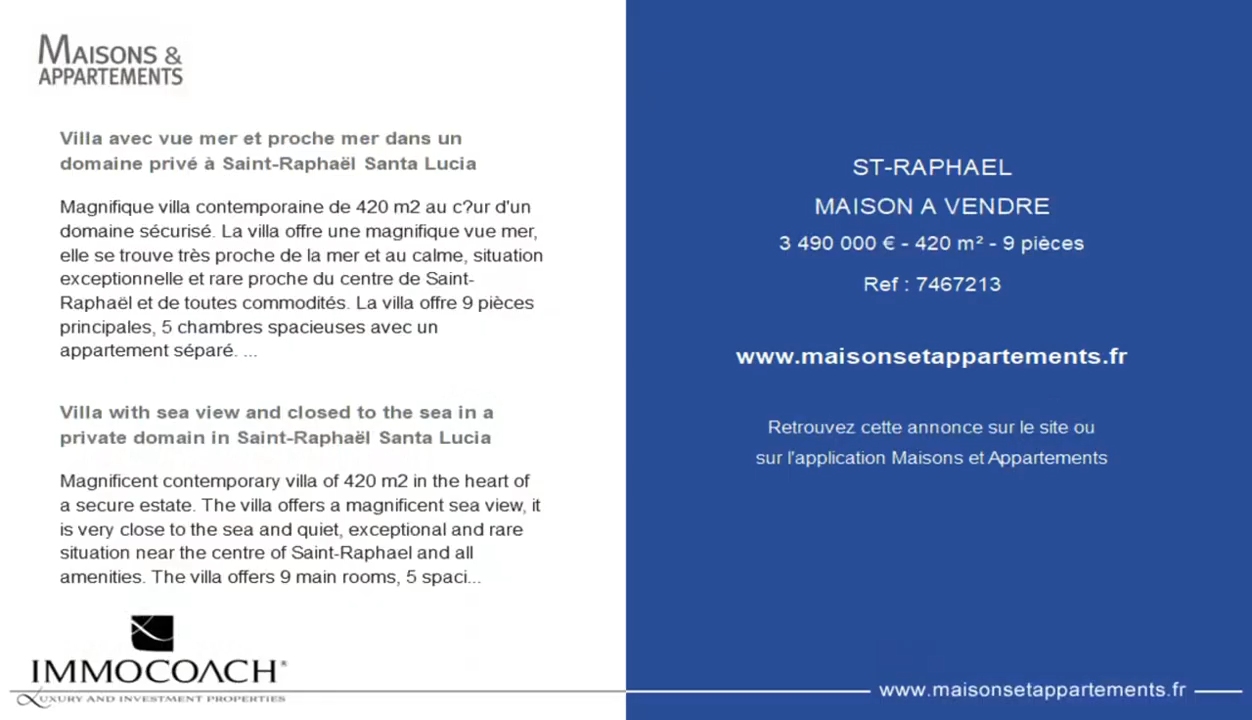 MAISONS &
APPARTEMENTS
Villa avec vue mer et proche mer dans un
domaine privé à Saint-Raphaël Santa Lucia
Magnifique villa contemporaine de 420 m2 au c?ur d'un
domaine sécurisé. La villa offre une magnifique vue mer,
elle se trouve très proche de la mer et au calme, situation
exceptionnelle et rare proche du centre de Saint-
Raphaël et de toutes commodités. La villa offre 9 pièces
principales, 5 chambres spacieuses avec un
appartement séparé. ...
Villa with sea view and closed to the sea in a
private domain in Saint-Raphaël Santa Lucia
Magnificent contemporary villa of 420 m2 in the heart of
a secure estate. The villa offers a magnificent sea view, it
is very close to the sea and quiet, exceptional and rare
situation near the centre of Saint-Raphael and all
amenities. The villa offers 9 main rooms, 5 spaci...
IMMOCOACH®
LUXURY AND INVESTMENT PROPERTIES
ST-RAPHAEL
MAISON A VENDRE
3 490 000 € - 420 m² - 9 pièces
Ref : 7467213
www.maisonsetappartements.fr
Retrouvez cette annonce sur le site ou
sur l'application Maisons et Appartements
www.maisonsetappartements.fr